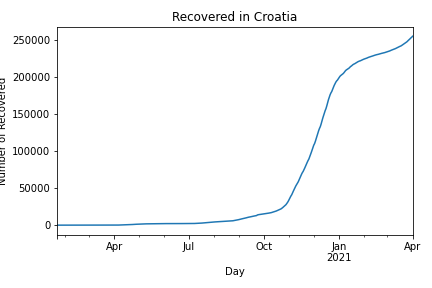 Recovered in Croatia
Number of Recovered
250000
200000
150000
100000
50000
0
Apr
Jul
Oct
Jan
2021
Apr
Day